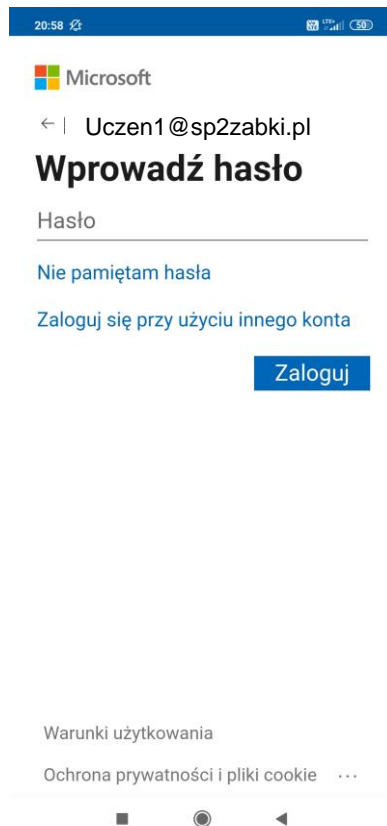 20:58
50
Microsoft
Uczen1@sp2zabki.pl
Wprowadź hasło
Hasło
Nie pamiętam hasła
Zaloguj się przy użyciu innego konta
Zaloguj
Warunki użytkowania
Ochrona prywatności i pliki cookie ...